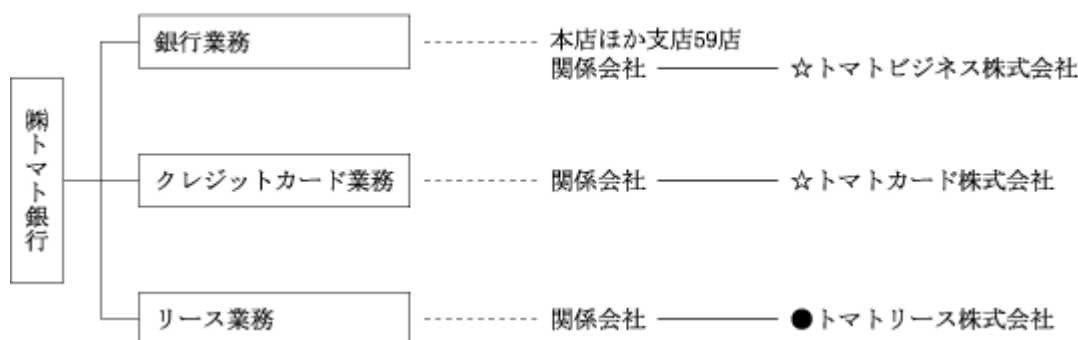 ㈱トマト銀行
銀行業務
本店ほか支店59店
関係会社
☆トマトビジネス株式会社
クレジットカード業務
関係会社
☆トマトカード株式会社
リース業務
関係会社
●トマトリース株式会社